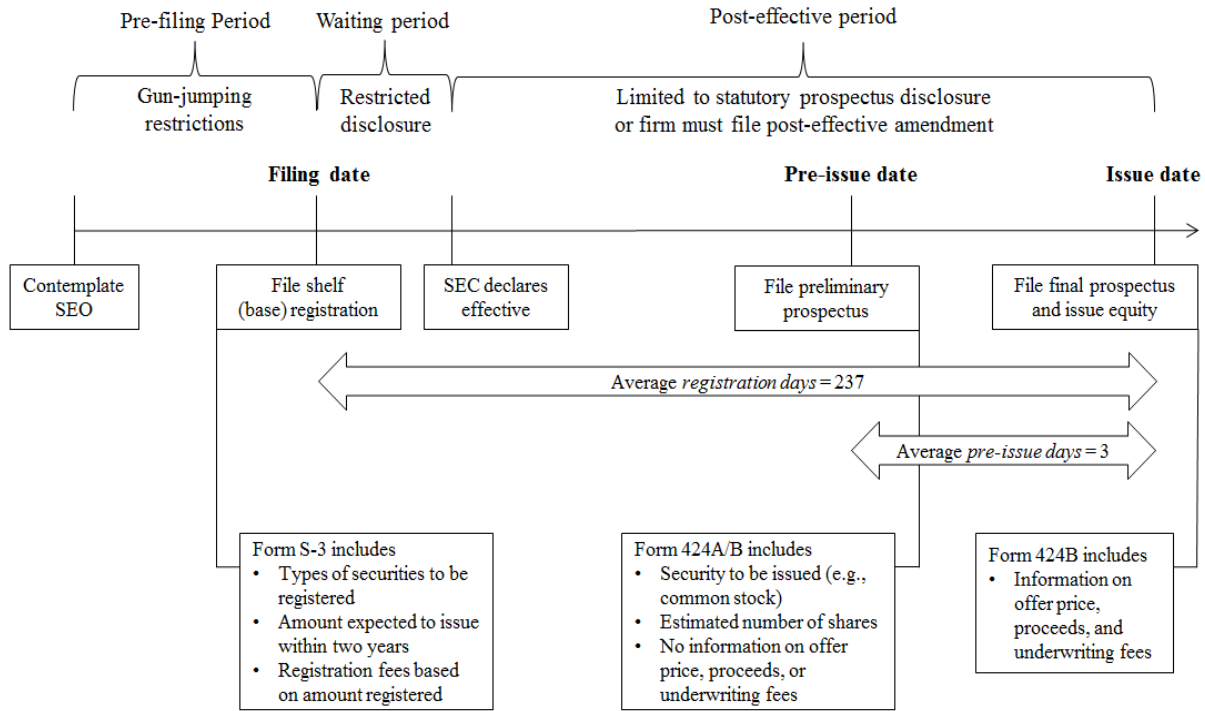 Pre-filing Period
Waiting period
Post-effective period
Gun-jumping
restrictions
Restricted
disclosure
Limited to statutory prospectus disclosure
or firm must file post-effective amendment
Filing date
Pre-issue date
Issue date
Contemplate
SEO
File shelf
(base) registration
SEC declares
effective
File preliminary
prospectus
File final prospectus
and issue equity
Average registration days = 237
Average pre-issue days = 3
Form S-3 includes
• Types of securities to be
registered
• Amount expected to issue
within two years
• Registration fees based
on amount registered
Form 424A/B includes
• Security to be issued (e.g.,
common stock)
• Estimated number of shares
• No information on offer
price, proceeds, or
underwriting fees
Form 424B includes
• Information on
offer price,
proceeds, and
underwriting fees